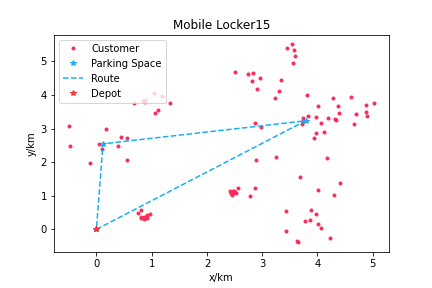 Mobile Locker15
Customer
Parking Space
Route
Depot
y/km
5
4
3
2
1
0
0 1 2 3 4 5
x/km